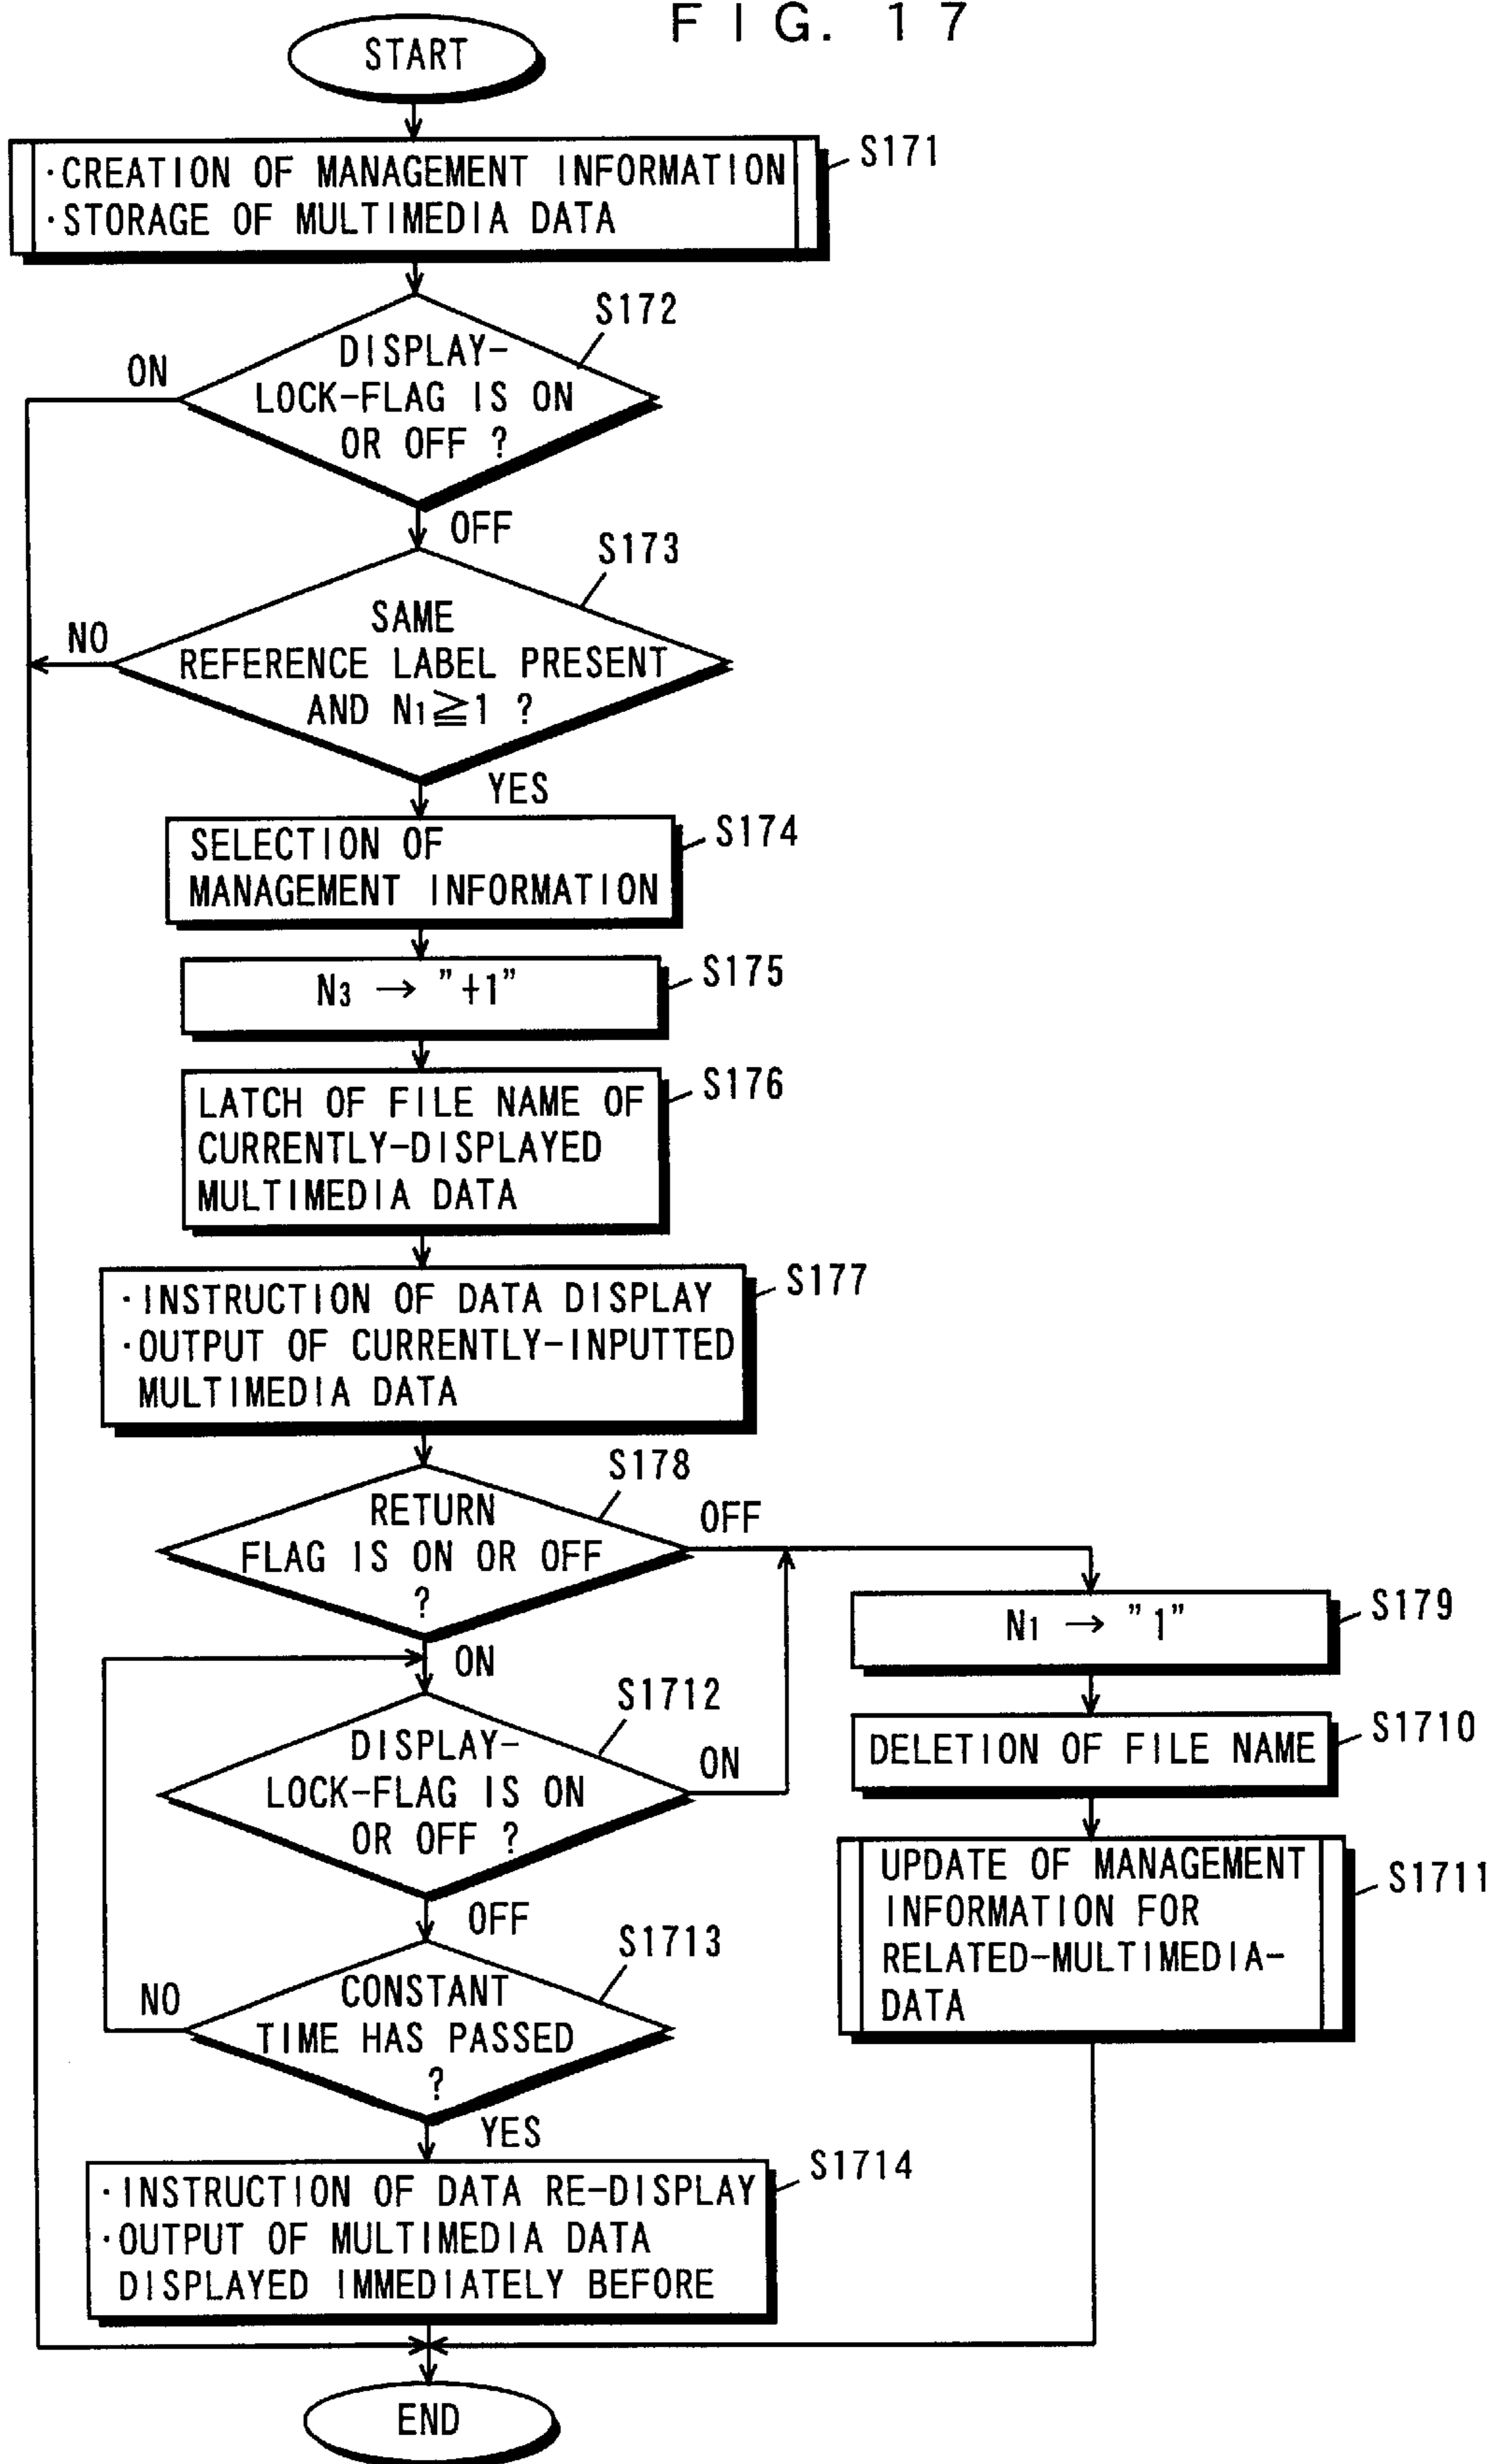 FIG. 17
START
·CREATION OF MANAGEMENT INFORMATION
·STORAGE OF MULTIMEDIA DATA
S171
S172
DISPLAY-
LOCK-FLAG IS ON
OR OFF ?
ON
OFF
S173
SAME
REFERENCE LABEL PRESENT
AND N1≧1 ?
NO
YES
SELECTION OF
MANAGEMENT INFORMATION
S174
N3 → "+1"
S175
LATCH OF FILE NAME OF
CURRENTLY-DISPLAYED
MULTIMEDIA DATA
S176
·INSTRUCTION OF DATA DISPLAY
·OUTPUT OF CURRENTLY-INPUTTED
MULTIMEDIA DATA
S177
S178
RETURN
FLAG IS ON OR OFF
?
OFF
ON
N1 → "1"
S179
DELETION OF FILE NAME
S1710
UPDATE OF MANAGEMENT
INFORMATION FOR
RELATED-MULTIMEDIA-
DATA
S1711
S1712
DISPLAY-
LOCK-FLAG IS ON
OR OFF ?
ON
OFF
S1713
CONSTANT
TIME HAS PASSED
?
NO
YES
·INSTRUCTION OF DATA RE-DISPLAY
·OUTPUT OF MULTIMEDIA DATA
DISPLAYED IMMEDIATELY BEFORE
S1714
END